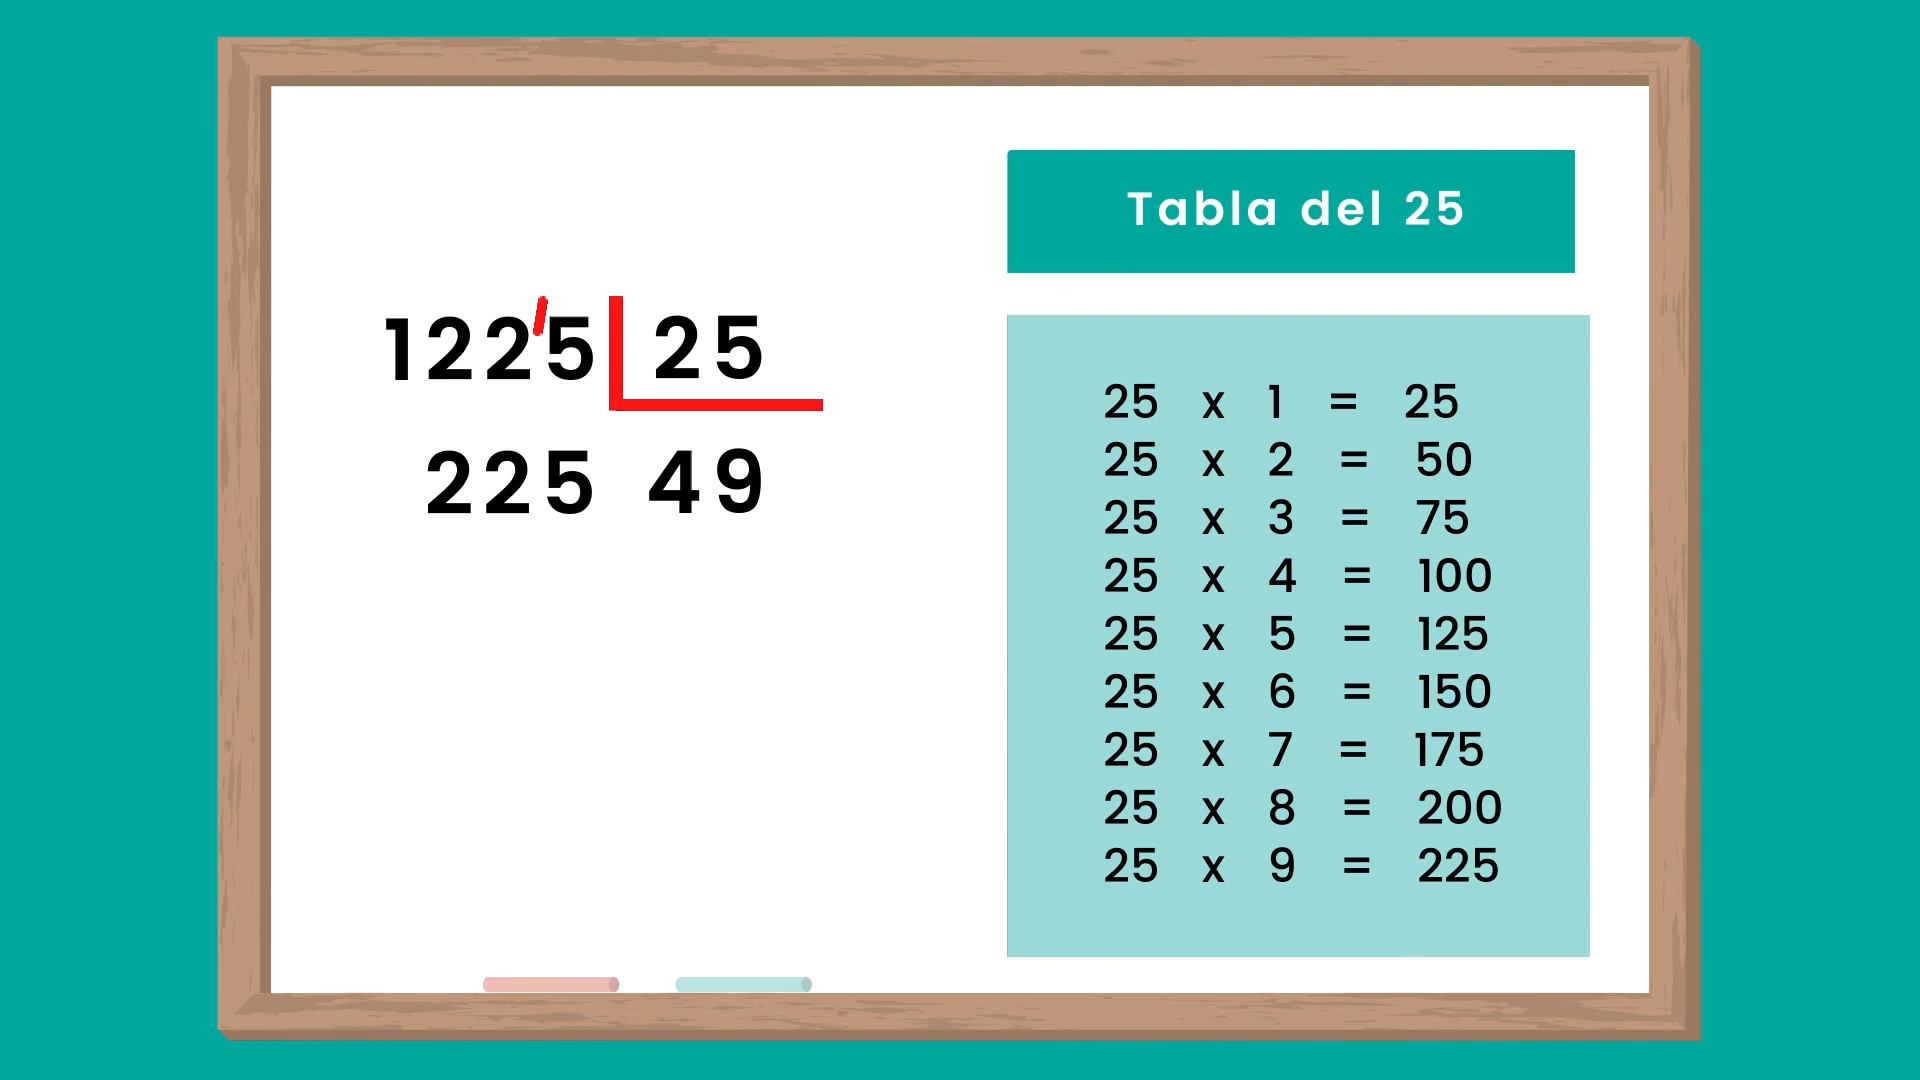 1225 25
225 49
Tabla del 25
25 x 1 = 25
25 x 2 = 50
25 x 3 = 75
25 x 4 = 100
25 x 5 = 125
25 x 6 = 150
25 x 7 = 175
25 x 8 = 200
25 x 9 = 225